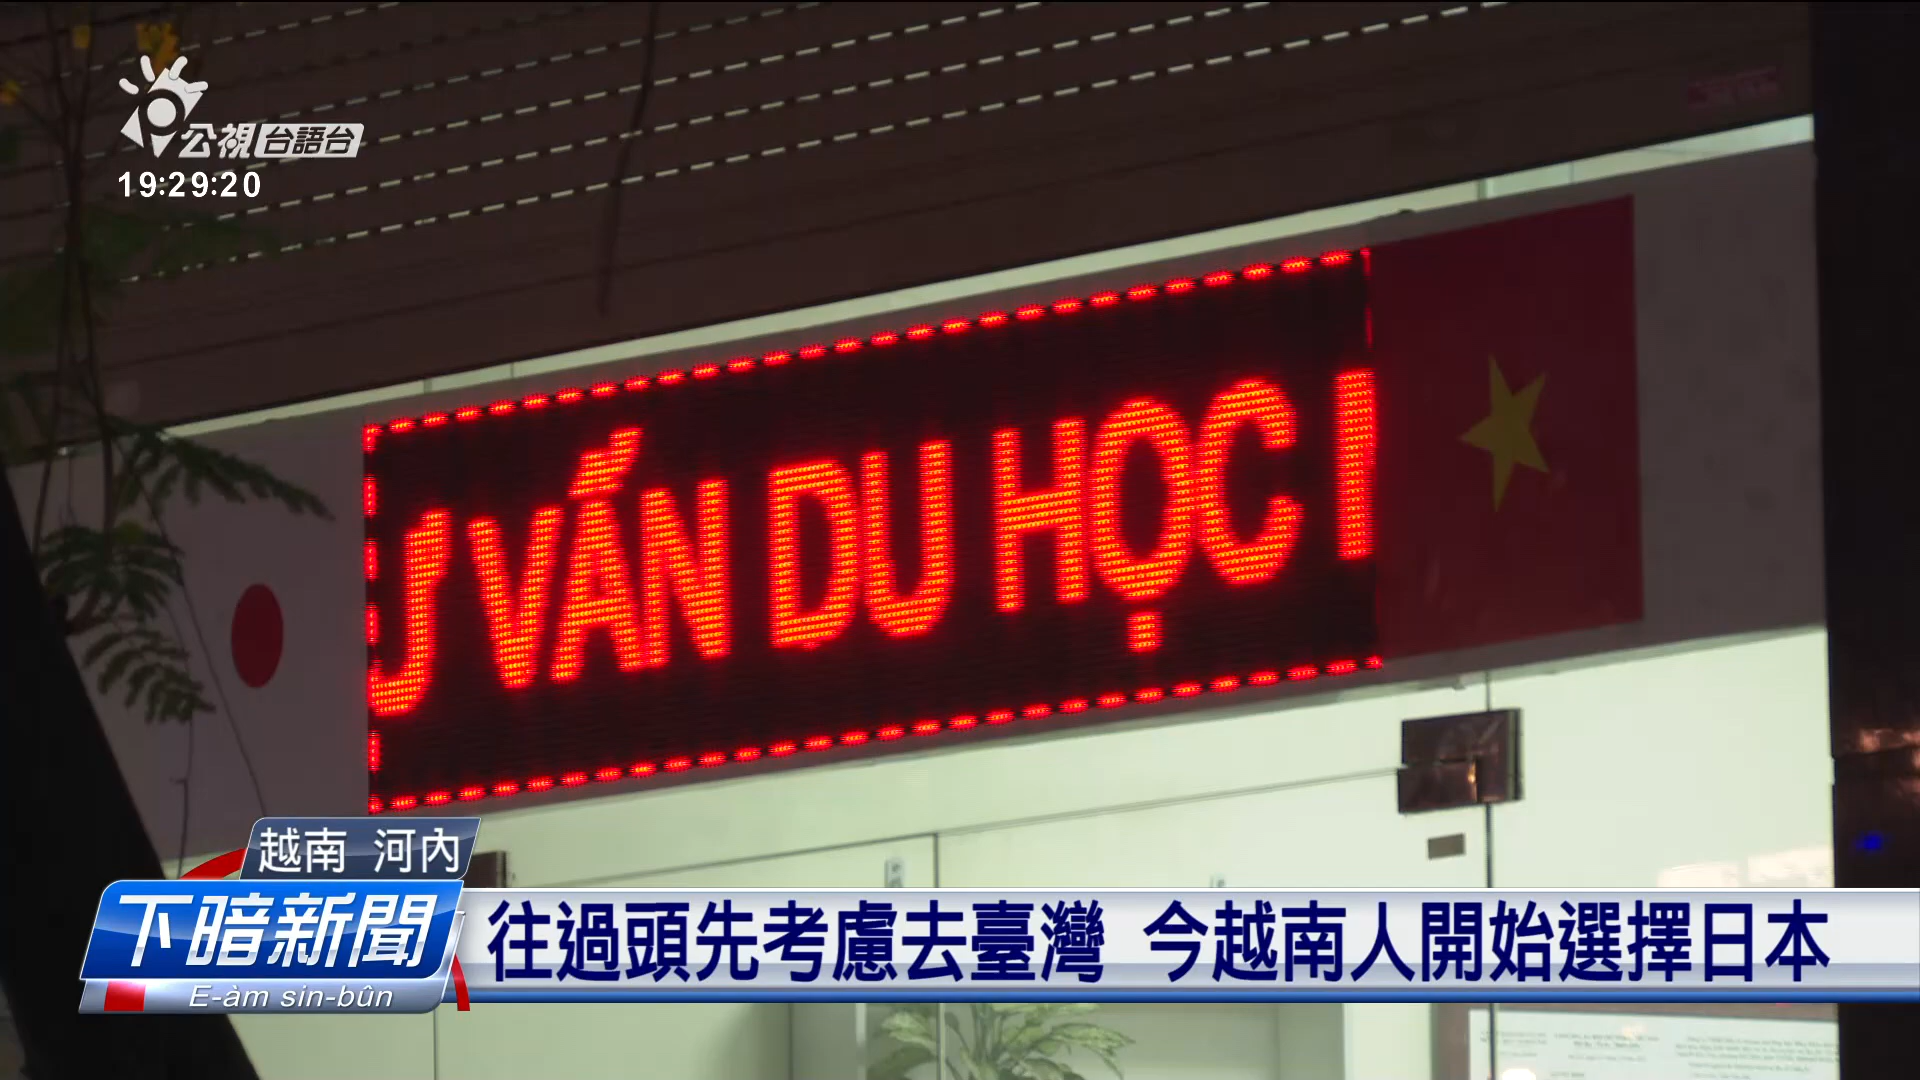 公視台語台
19:29:20
Ư VẤN DU HỌC I
越南 河內
下暗新聞
E-àm sin-bûn
往過頭先考慮去臺灣 今越南人開始選擇日本